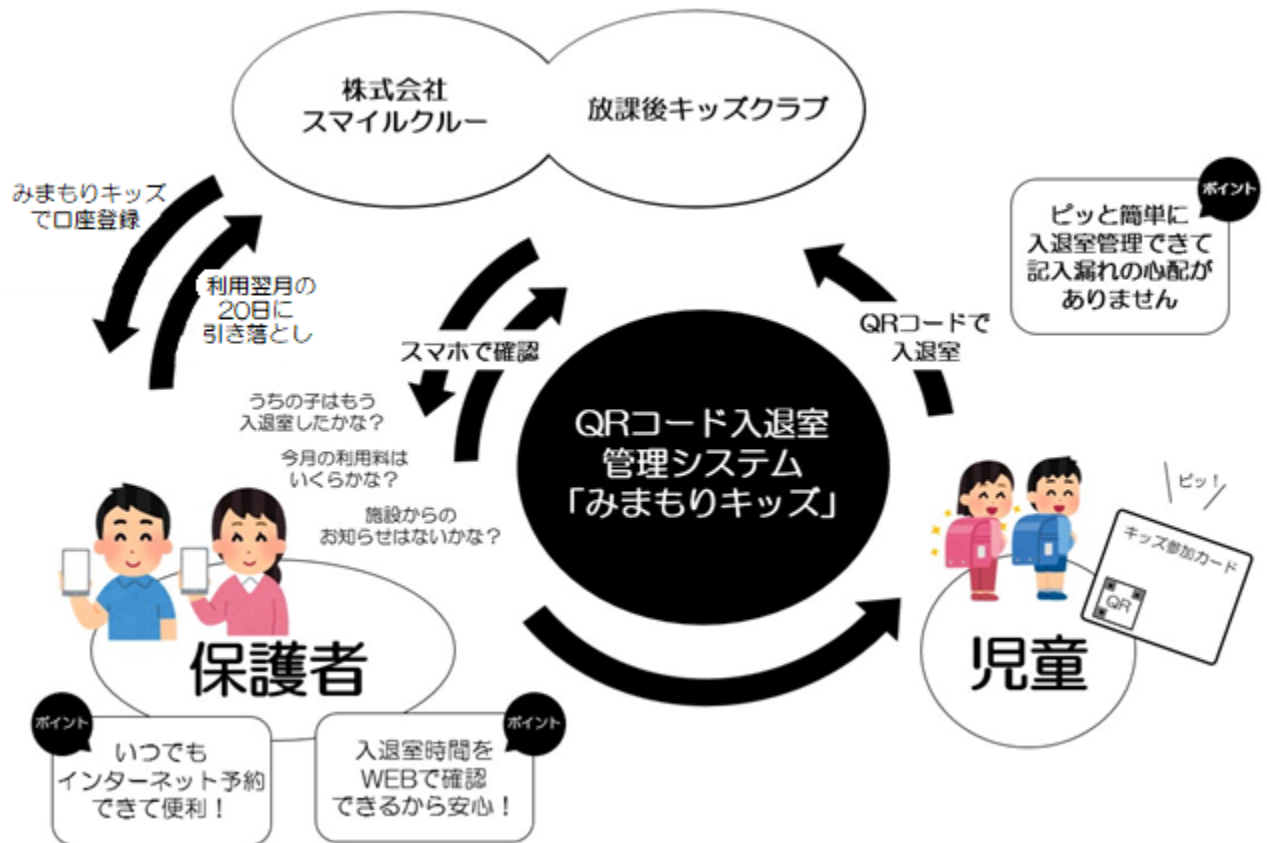 株式会社
スマイルクルー
放課後キッズクラブ
みまもりキッズ
で口座登録
利用翌月の
20日に
引き落とし
スマホで確認
QRコードで
入退室
ポイント
ピッと簡単に
入退室管理できて
記入漏れの心配が
ありません
うちの子はもう
入退室したかな？
今月の利用料は
いくらかな？
施設からの
お知らせはないかな？
QRコード入退室
管理システム
「みまもりキッズ」
ピッ！
キッズ参加カード
QR
保護者
児童
ポイント
いつでも
インターネット予約
できて便利！
ポイント
入退室時間を
WEBで確認
できるから安心！